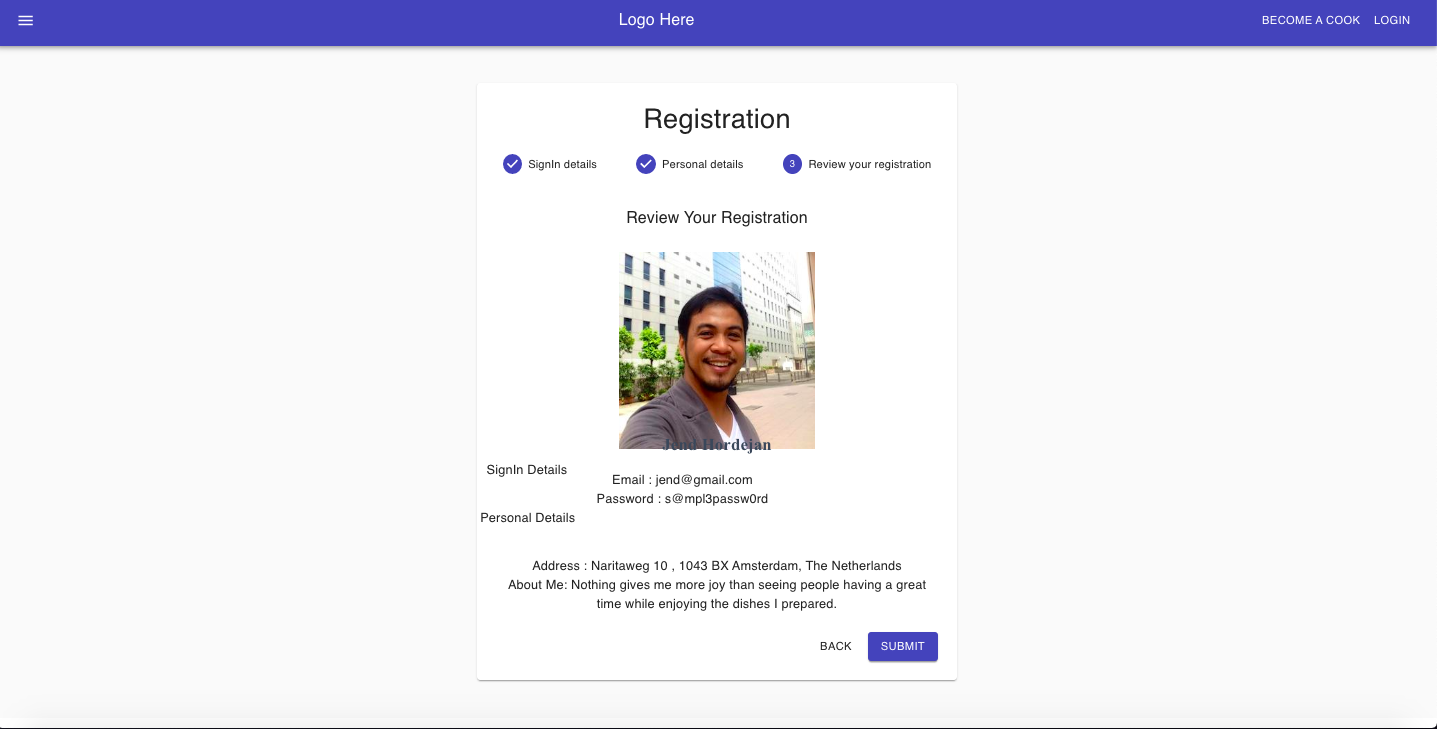 Logo Here
BECOME A COOK
LOGIN
Registration
SignIn details
Personal details
3
Review your registration
Review Your Registration
Jend Hordejan
SignIn Details
Email : jend@gmail.com
Password : s@mpl3passw0rd
Personal Details
Address : Naritaweg 10 , 1043 BX Amsterdam, The Netherlands
About Me: Nothing gives me more joy than seeing people having a great
time while enjoying the dishes I prepared.
BACK
SUBMIT